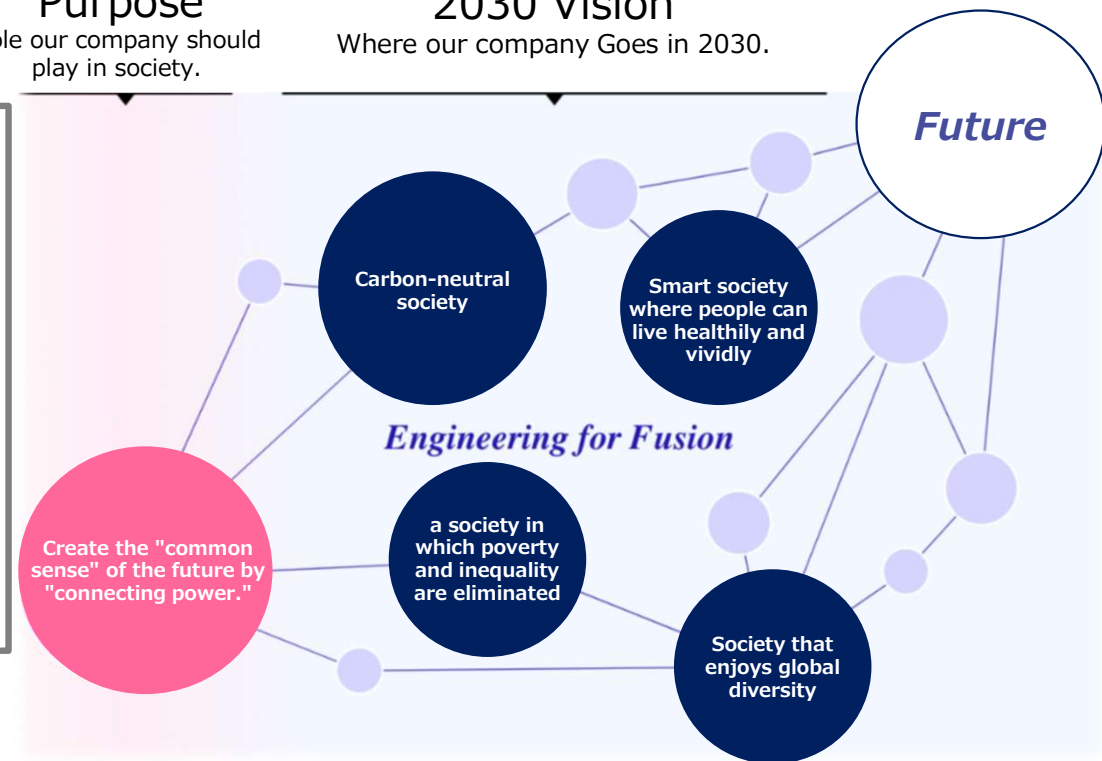 Purpose
our company should
play in society.
2030 Vision
Where our company Goes in 2030.
Future
Carbon-neutral
society
Smart society
where people can
live healthily and
vividly
Engineering for Fusion
Create the "common
sense" of the future by
"connecting power."
a society in
which poverty
and inequality
are eliminated
Society that
enjoys global
diversity